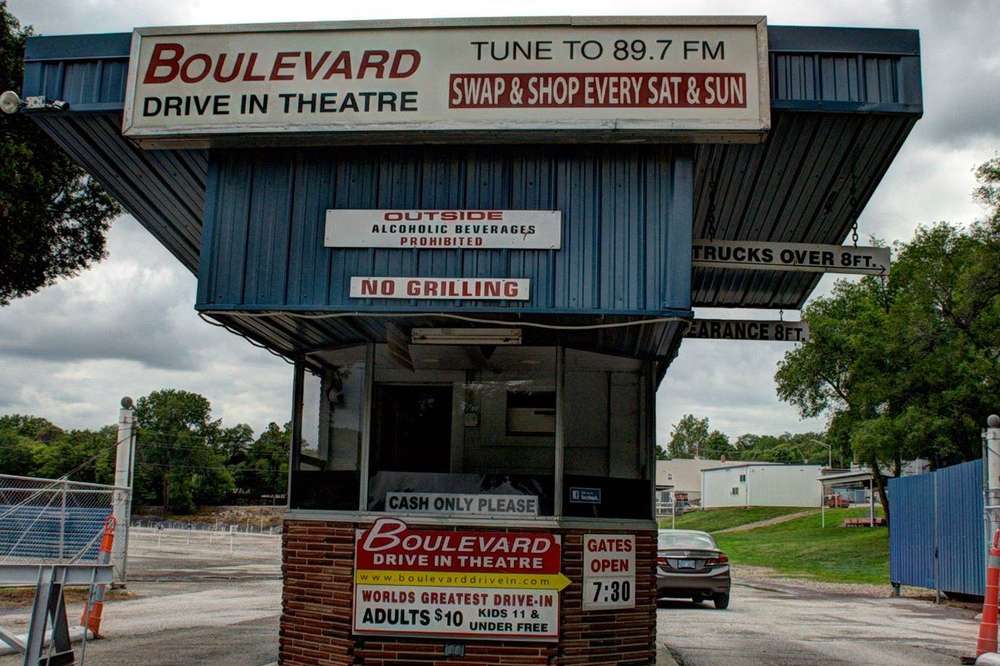 BOULEVARD
DRIVE IN THEATRE
TUNE TO 89.7 FM
SWAP & SHOP EVERY SAT & SUN
OUTSIDE
ALCOHOLIC BEVERAGES
PROHIBITED
NO GRILLING
TRUCKS OVER 8FT.
EARANCE 8FT.
CASH ONLY PLEASE
BOULEVARD
DRIVE IN THEATRE
www.boulevarddrivein.com
WORLDS GREATEST DRIVE-IN
ADULTS $10 KIDS 11 &
UNDER FREE
GATES
OPEN
7:30